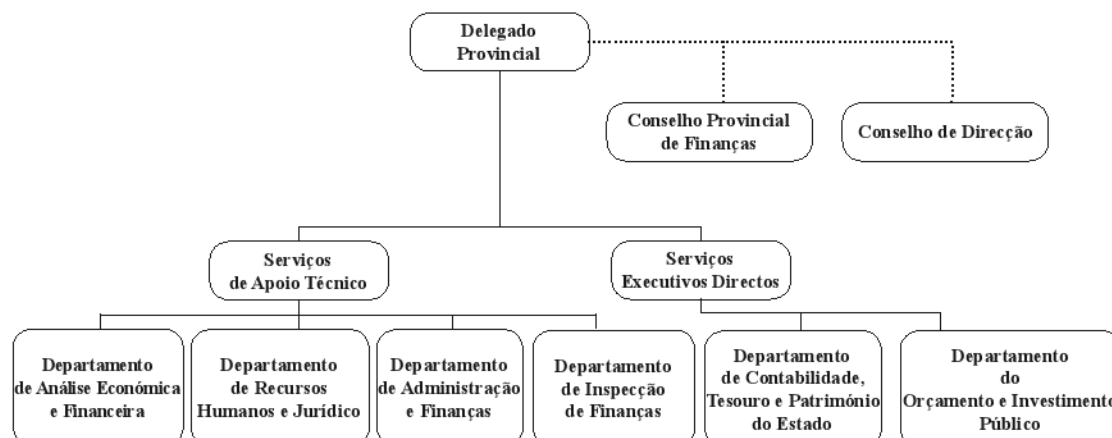 Delegado
Provincial
Conselho Provincial
de Finanças
Conselho de Direcção
Serviços
de Apoio Técnico
Serviços
Executivos Directos
Departamento
de Análise Económica
e Financeira
Departamento
de Recursos
Humanos e Jurídico
Departamento
de Administração
e Finanças
Departamento
de Inspecção
de Finanças
Departamento
de Contabilidade,
Tesouro e Património
do Estado
Departamento
do
Orçamento e Investimento
Público